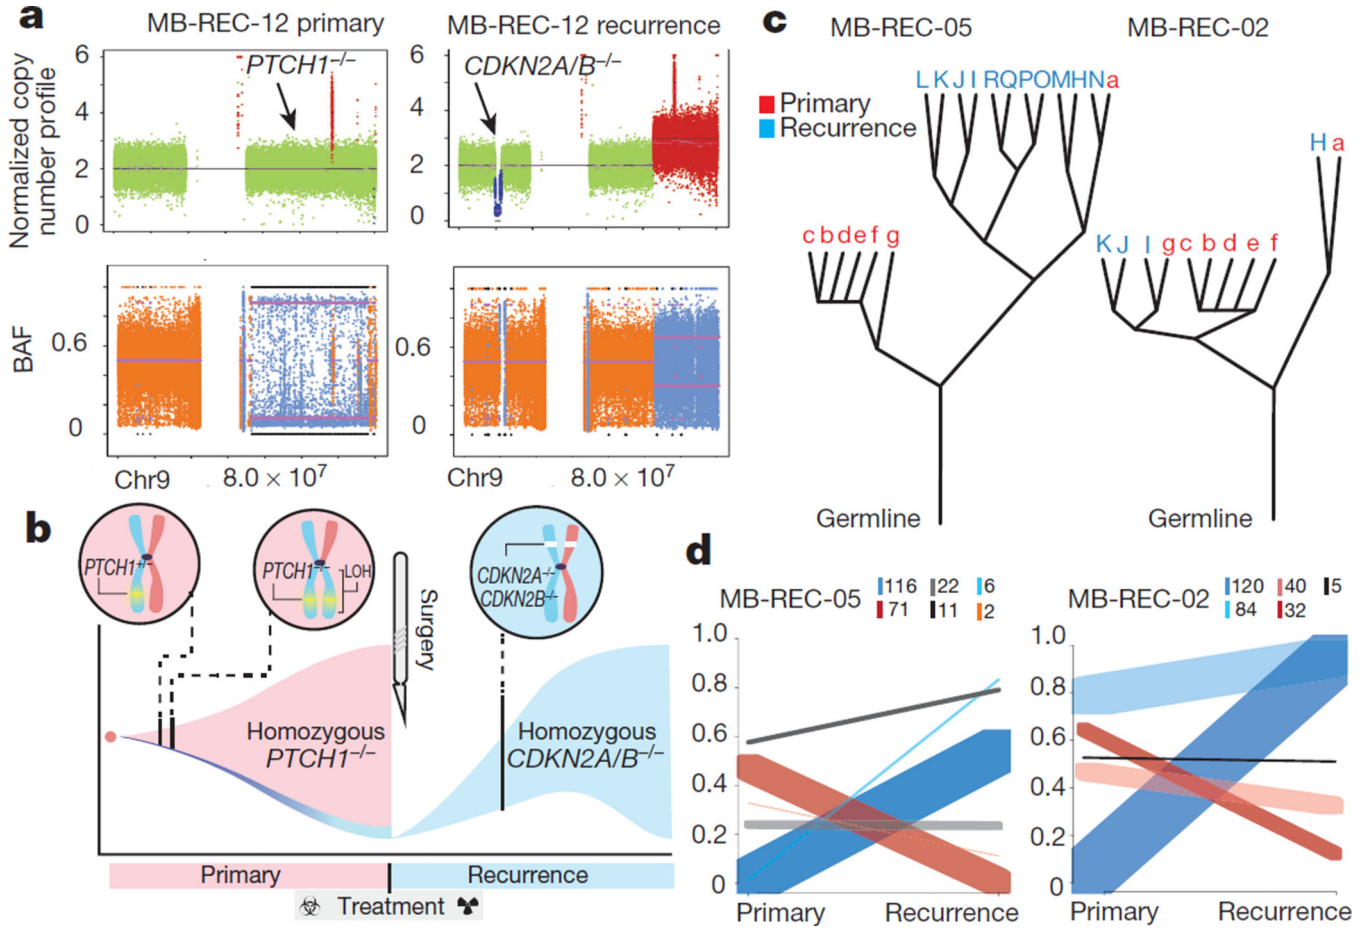 a
MB-REC-12 primary
MB-REC-12 recurrence
Normalized copy
number profile
6
4
2
0
PTCH1–/–
6
4
2
0
CDKN2A/B–/–
BAF
0.6
0
0.6
0
Chr9
8.0 × 10⁷
Chr9
8.0 × 10⁷
b
PTCH1+/–
PTCH1–/–
LOH
Surgery
CDKN2A–/–
CDKN2B–/–
Homozygous
PTCH1–/–
Homozygous
CDKN2A/B–/–
Primary
Recurrence
Treatment
c
MB-REC-05
MB-REC-02
Primary
Recurrence
L K J I R Q P O M H N a
c b d e f g
Germline
H a
K J I g c b d e f
Germline
d
MB-REC-05
116 22 6
71 11 2
1.0
0.8
0.6
0.4
0.2
0
Primary
Recurrence
MB-REC-02
120 40 5
84 32
1.0
0.8
0.6
0.4
0.2
0
Primary
Recurrence